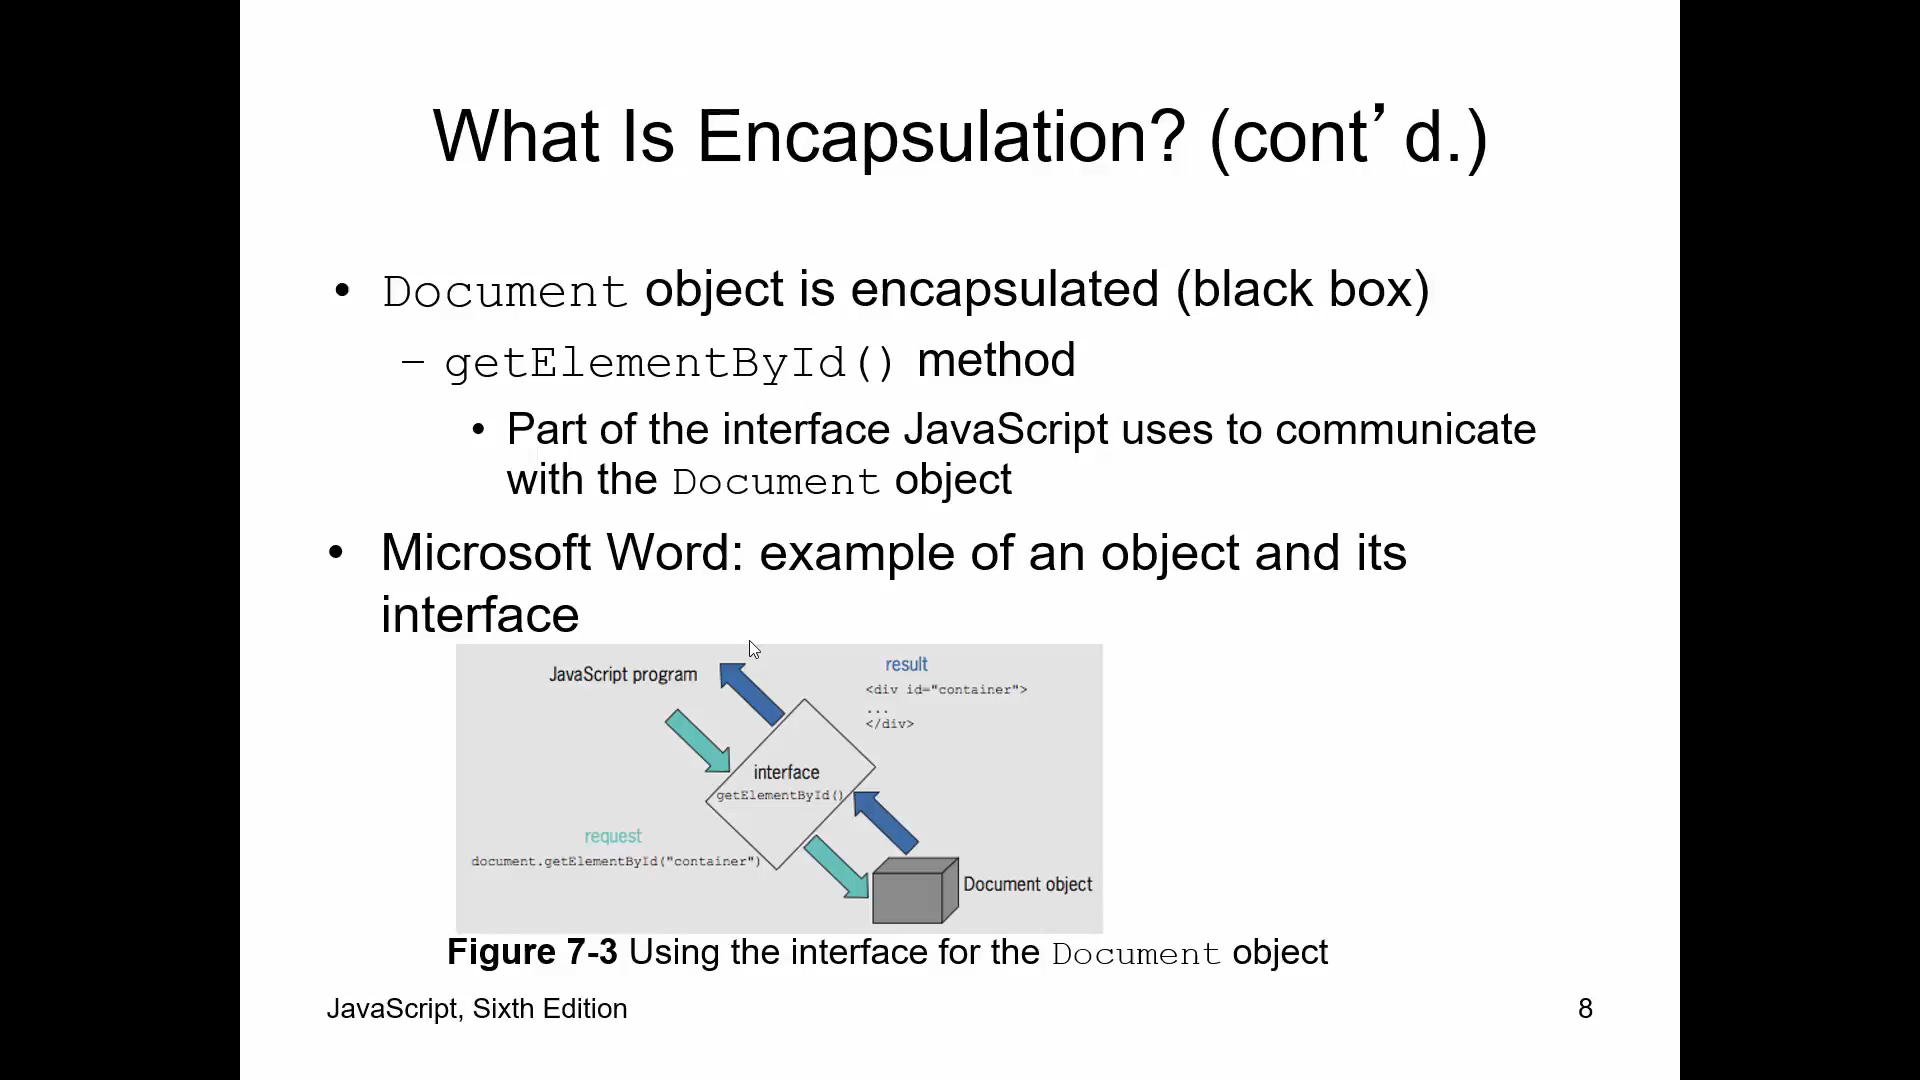 What Is Encapsulation? (cont’d.)
• Document object is encapsulated (black box)
– getElementById() method
• Part of the interface JavaScript uses to communicate
with the Document object
• Microsoft Word: example of an object and its
interface
JavaScript program
result
<div id="container">
...
</div>
interface
getElementById()
request
document.getElementById("container")
Document object
Figure 7-3 Using the interface for the Document object
JavaScript, Sixth Edition
8